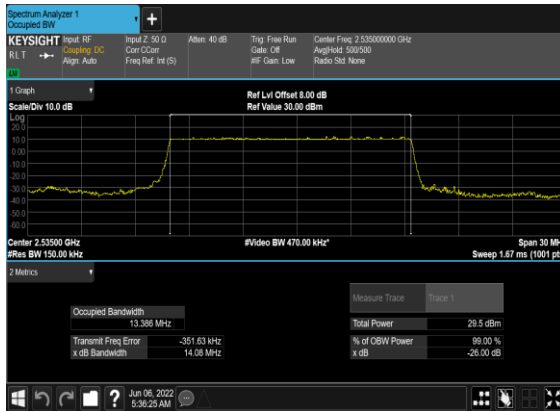 Spectrum Analyzer 1
Occupied BW
+
KEYSIGHT
RLT
LXI
Input: RF
Coupling: DC
Align: Auto
Input Z: 50 Ω
Corr CCorr
Freq Ref: Int (S)
Atten: 40 dB
Trig: Free Run
Gate: Off
#IF Gain: Low
Center Freq: 2.535000000 GHz
Avg|Hold: 500/500
Radio Std: None
1 Graph
Scale/Div 10.0 dB
Ref Lvl Offset 8.00 dB
Ref Value 30.00 dBm
Log
20.0
10.0
0.00
-10.0
-20.0
-30.0
-40.0
-50.0
-60.0
Center 2.53500 GHz
#Res BW 150.00 kHz
#Video BW 470.00 kHz*
Span 30 MH
Sweep 1.67 ms (1001 pt
2 Metrics
Measure Trace Trace 1
Occupied Bandwidth
13.386 MHz
Total Power 29.5 dBm
Transmit Freq Error -351.63 kHz
% of OBW Power 99.00 %
x dB Bandwidth 14.08 MHz
x dB -26.00 dB
?
Jun 06, 2022
5:36:25 AM